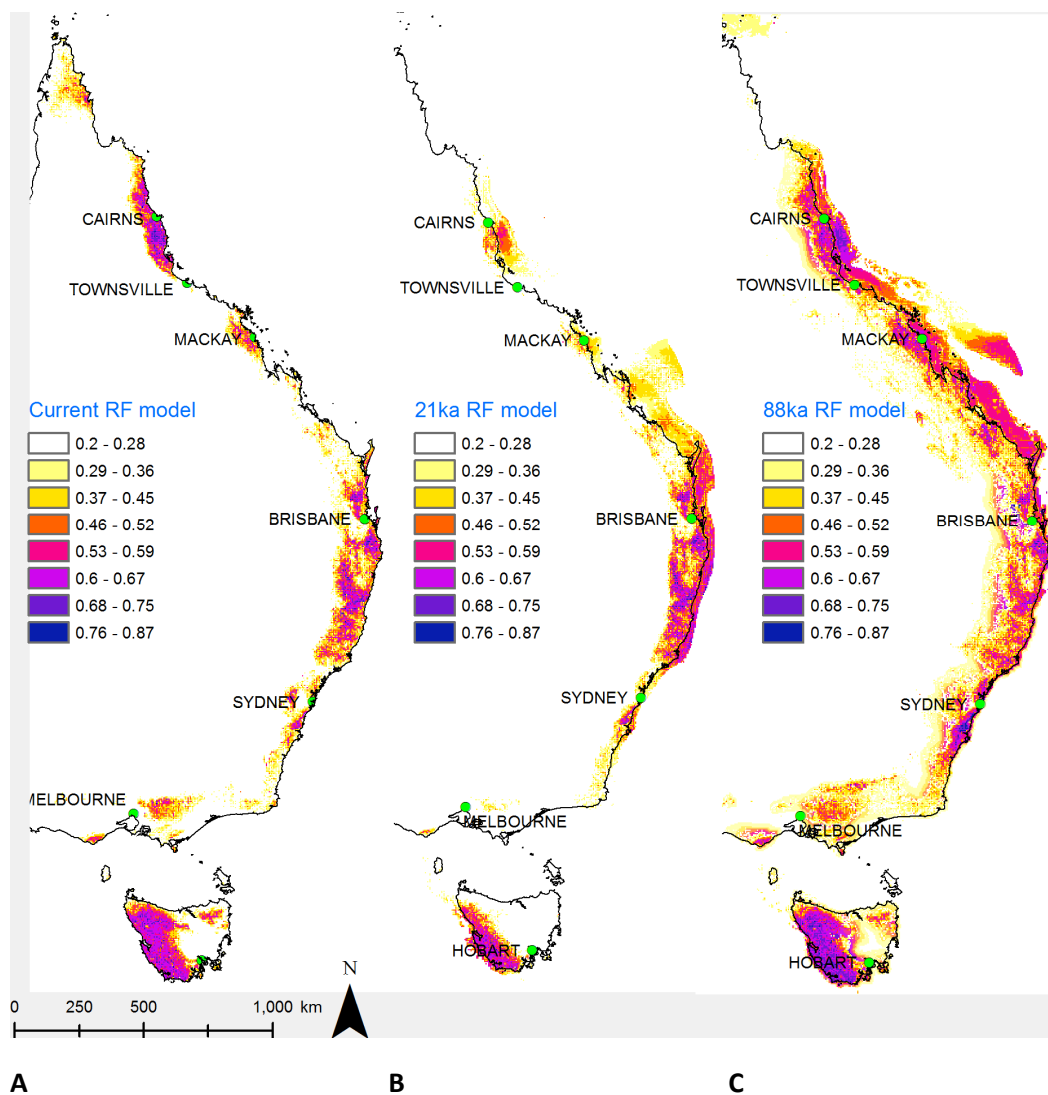 CAIRNS
TOWNSVILLE
MACKAY
Current RF model
0.2 - 0.28
0.29 - 0.36
0.37 - 0.45
0.46 - 0.52
0.53 - 0.59
0.6 - 0.67
0.68 - 0.75
0.76 - 0.87
BRISBANE
SYDNEY
MELBOURNE
N
0 250 500 1,000 km
A
CAIRNS
TOWNSVILLE
MACKAY
21ka RF model
0.2 - 0.28
0.29 - 0.36
0.37 - 0.45
0.46 - 0.52
0.53 - 0.59
0.6 - 0.67
0.68 - 0.75
0.76 - 0.87
BRISBANE
SYDNEY
MELBOURNE
HOBART
B
CAIRNS
TOWNSVILLE
MACKAY
88ka RF model
0.2 - 0.28
0.29 - 0.36
0.37 - 0.45
0.46 - 0.52
0.53 - 0.59
0.6 - 0.67
0.68 - 0.75
0.76 - 0.87
BRISBANE
SYDNEY
MELBOURNE
HOBART
C